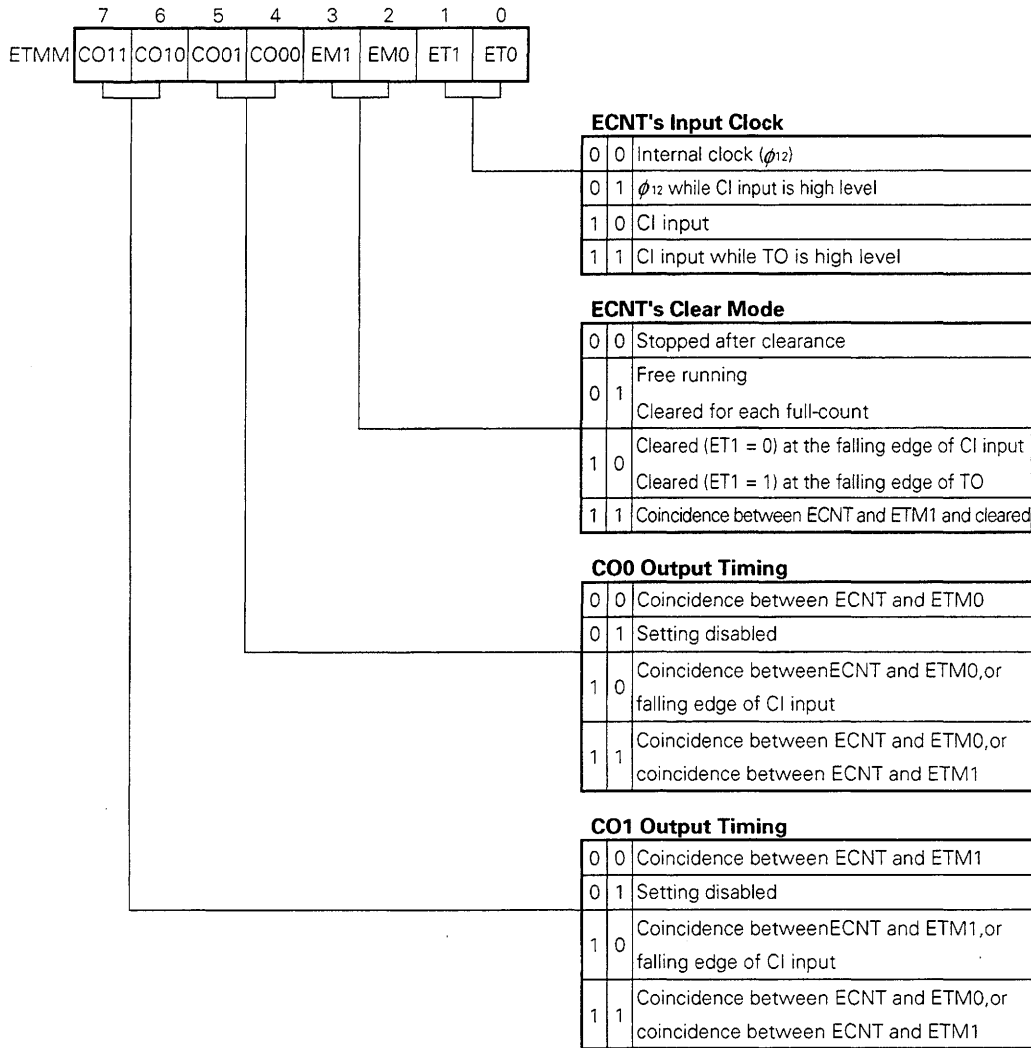 7 6 5 4 3 2 1 0
ETMM CO11 CO10 CO01 CO00 EM1 EM0 ET1 ET0
ECNT's Input Clock
0 0 Internal clock (ϕ12)
0 1 ϕ12 while CI input is high level
1 0 CI input
1 1 CI input while TO is high level
ECNT's Clear Mode
0 0 Stopped after clearance
0 1 Free running
Cleared for each full-count
1 0 Cleared (ET1 = 0) at the falling edge of CI input
Cleared (ET1 = 1) at the falling edge of TO
1 1 Coincidence between ECNT and ETM1 and cleared
CO0 Output Timing
0 0 Coincidence between ECNT and ETM0
0 1 Setting disabled
1 0 Coincidence betweenECNT and ETM0,or
falling edge of CI input
1 1 Coincidence between ECNT and ETM0,or
coincidence between ECNT and ETM1
CO1 Output Timing
0 0 Coincidence between ECNT and ETM1
0 1 Setting disabled
1 0 Coincidence betweenECNT and ETM1,or
falling edge of CI input
1 1 Coincidence between ECNT and ETM0,or
coincidence between ECNT and ETM1